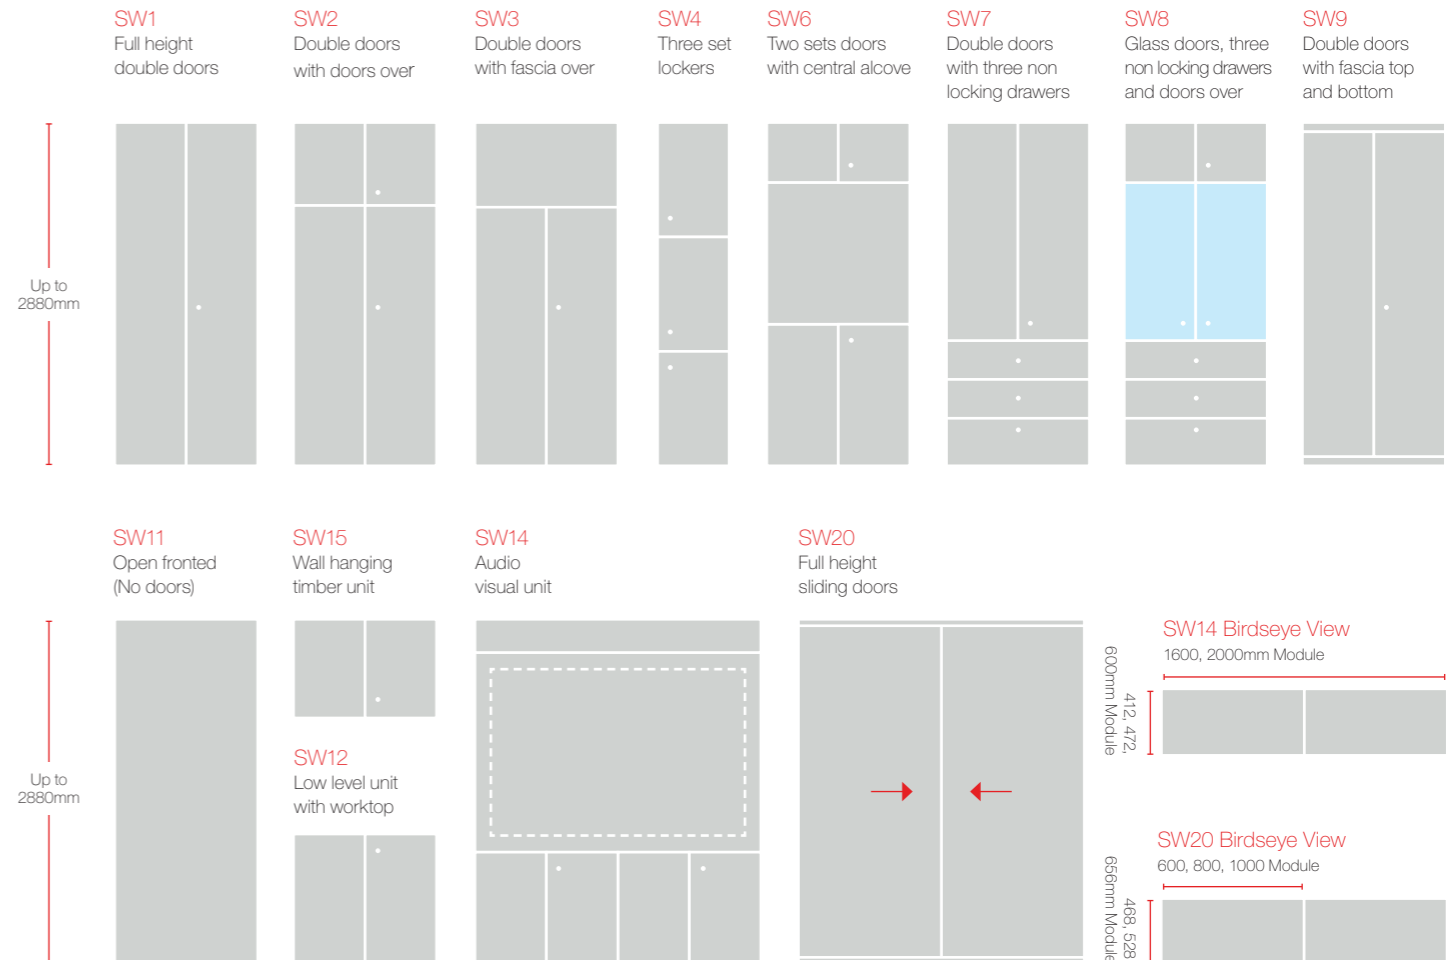 SW1
Full height
double doors
SW2
Double doors
with doors over
SW3
Double doors
with fascia over
SW4
Three set
lockers
SW6
Two sets doors
with central alcove
SW7
Double doors
with three non
locking drawers
SW8
Glass doors, three
non locking drawers
and doors over
SW9
Double doors
with fascia top
and bottom
Up to
2880mm
SW11
Open fronted
(No doors)
SW15
Wall hanging
timber unit
SW12
Low level unit
with worktop
SW14
Audio
visual unit
SW20
Full height
sliding doors
Up to
2880mm
SW14 Birdseye View
1600, 2000mm Module
412, 472,
600mm Module
SW20 Birdseye View
600, 800, 1000 Module
468, 528
656mm Module